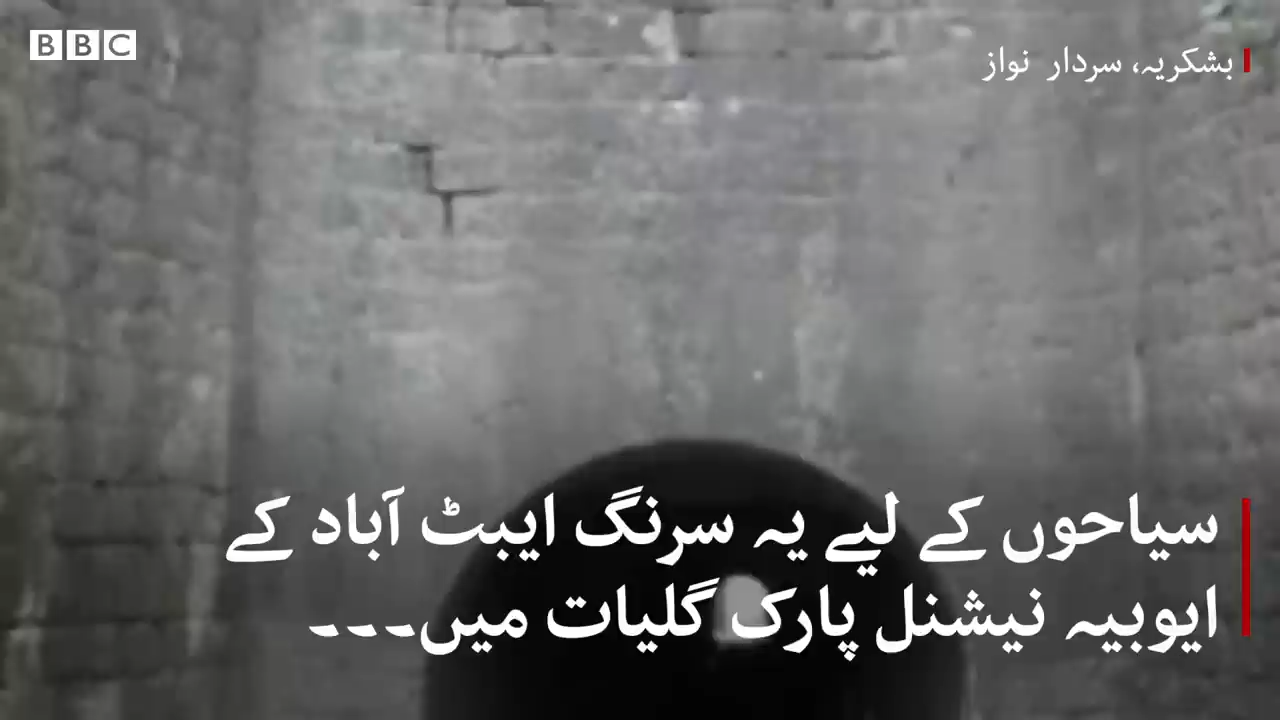 BBC
بشکریہ، سردار نواز
سیاحوں کے لیے یہ سرنگ ایبٹ آباد کے
ایوبیہ نیشنل پارک گلیات میں۔۔۔